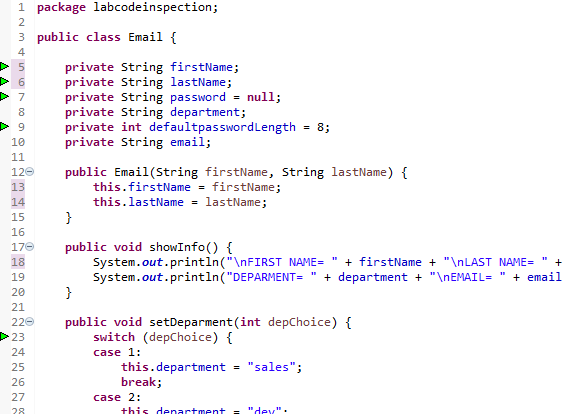 1 package labcodeinspection;
2
3 public class Email {
4
5     private String firstName;
6     private String lastName;
7     private String password = null;
8     private String department;
9     private int defaultpasswordLength = 8;
10     private String email;
11
12     public Email(String firstName, String lastName) {
13         this.firstName = firstName;
14         this.lastName = lastName;
15     }
16
17     public void showInfo() {
18         System.out.println("\nFIRST NAME= " + firstName + "\nLAST NAME= " +
19         System.out.println("DEPARMENT= " + department + "\nEMAIL= " + email
20     }
21
22     public void setDeparment(int depChoice) {
23         switch (depChoice) {
24         case 1:
25             this.department = "sales";
26             break;
27         case 2:
28             this.department = "dev";